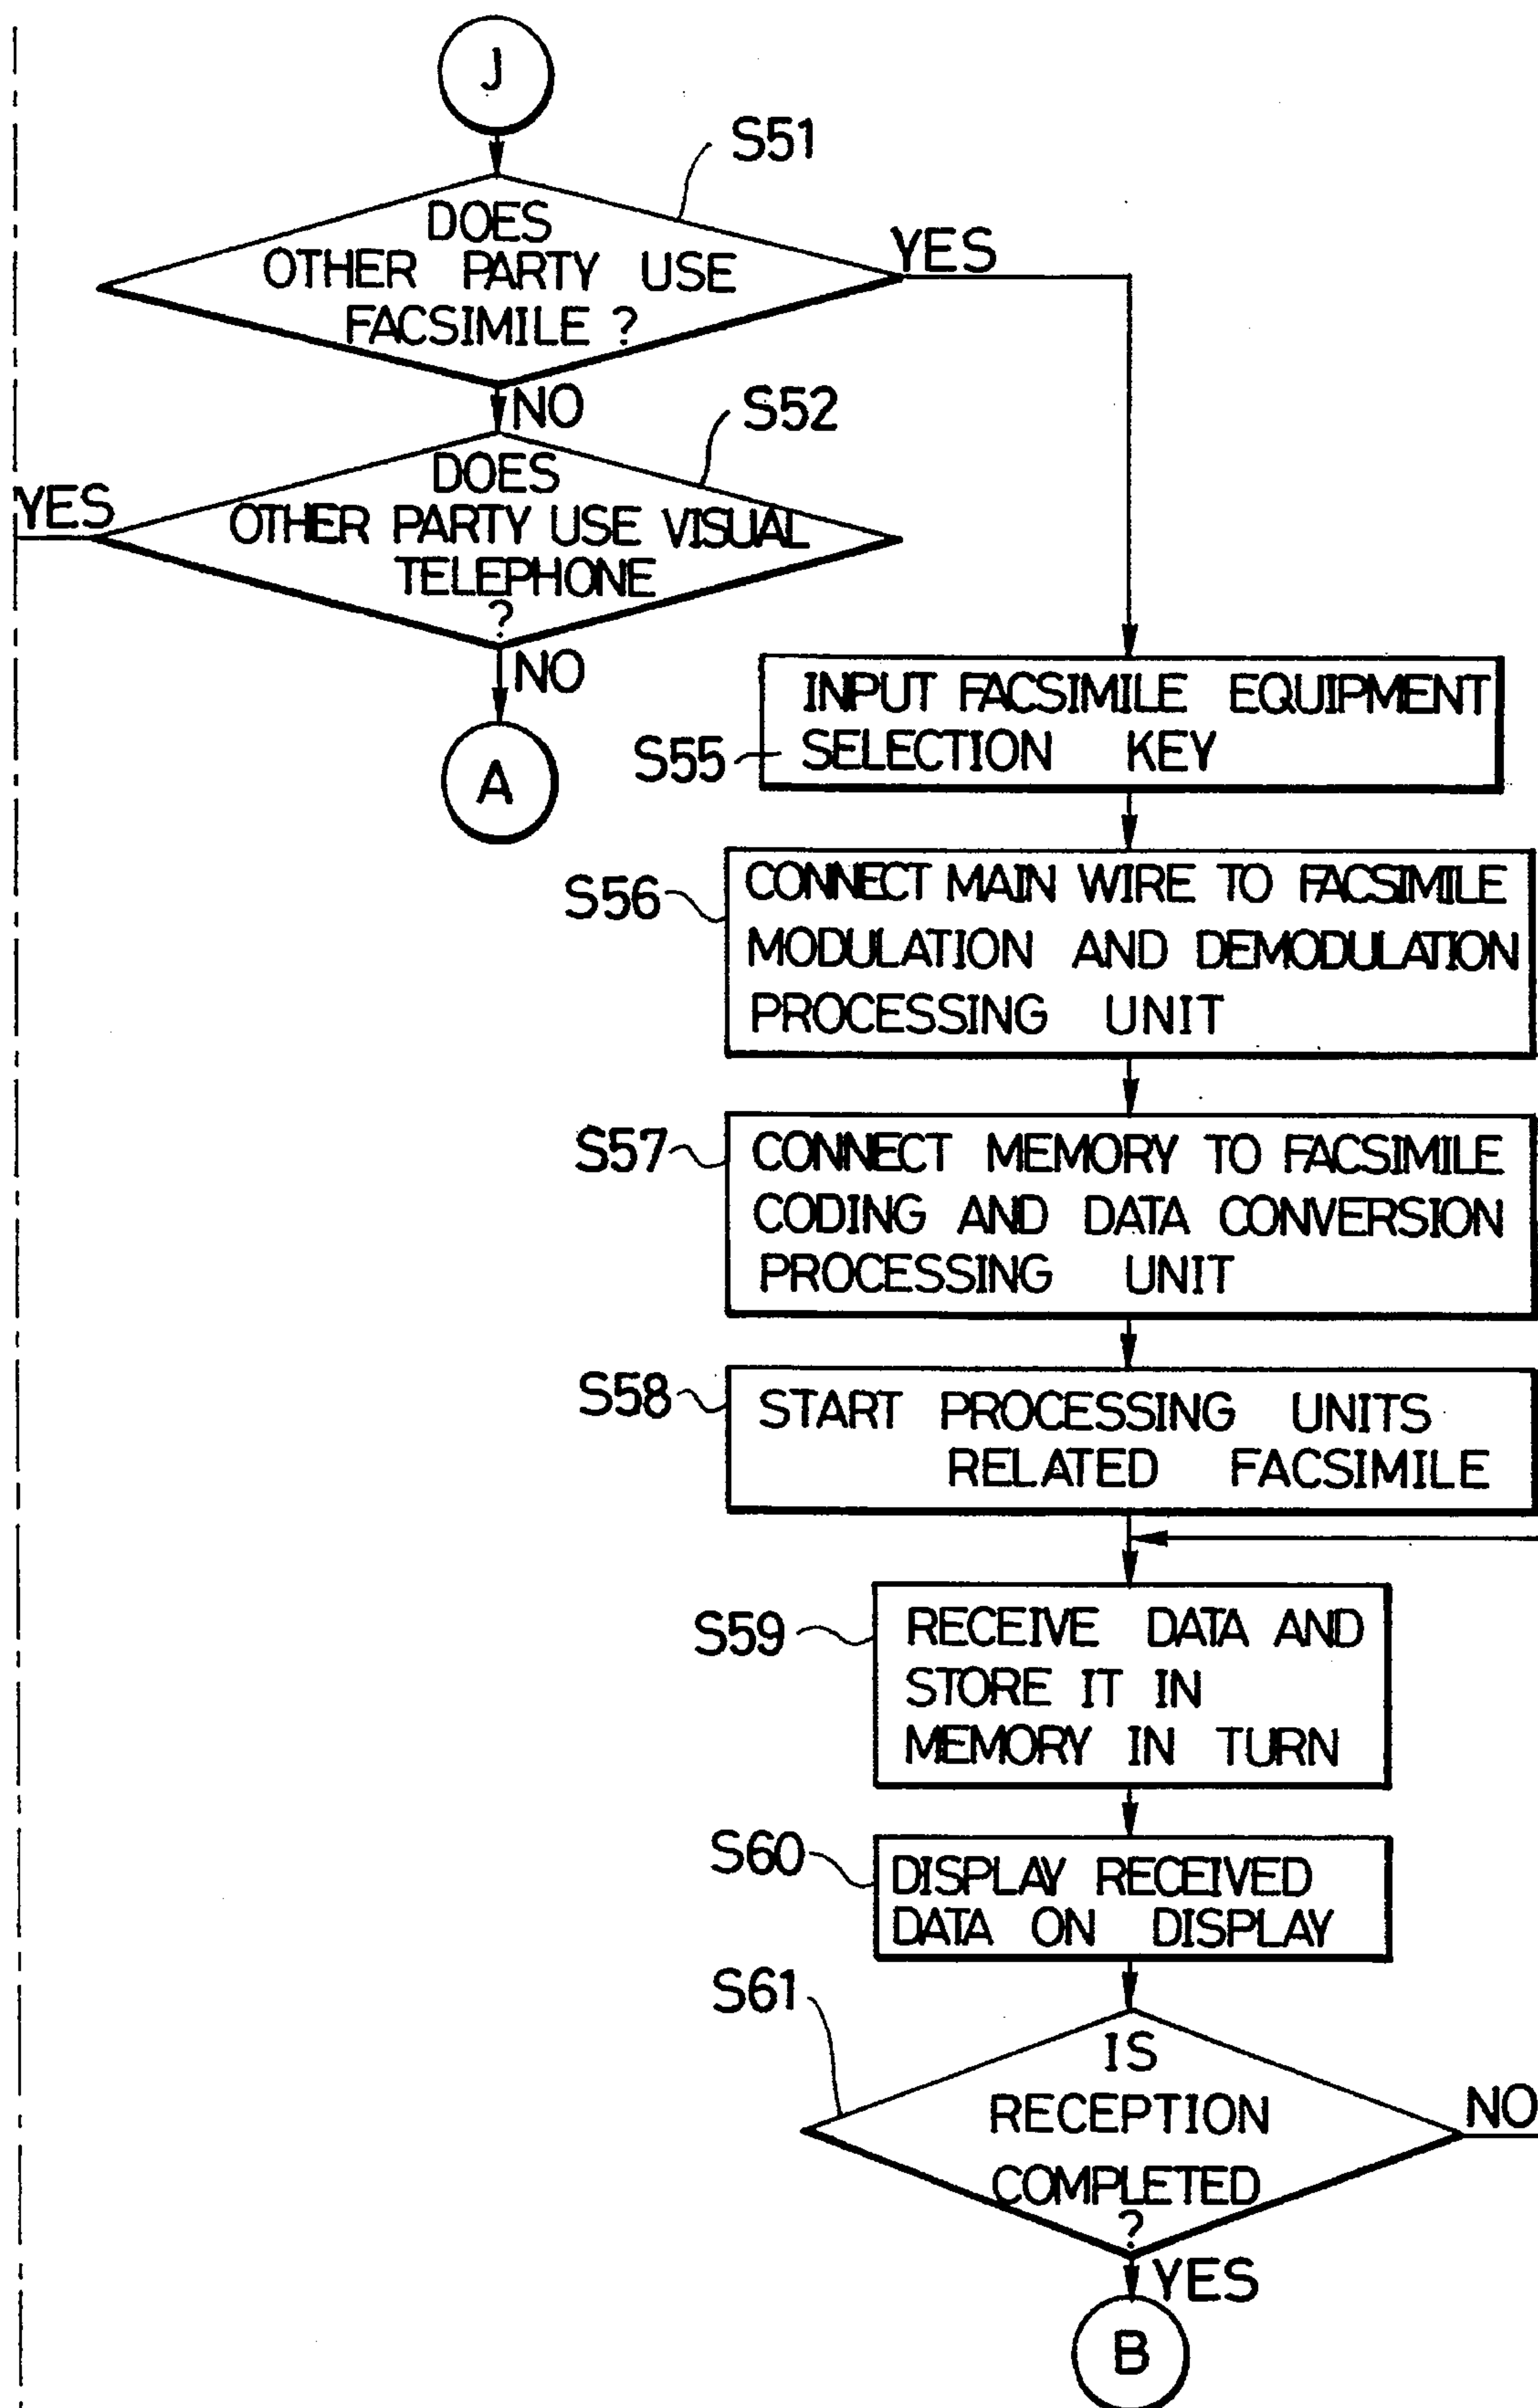 J
S51
DOES
OTHER PARTY USE
FACSIMILE ?
YES
NO
S52
DOES
OTHER PARTY USE VISUAL
TELEPHONE
?
YES
NO
A
INPUT FACSIMILE EQUIPMENT
S55
SELECTION KEY
S56
CONNECT MAIN WIRE TO FACSIMILE
MODULATION AND DEMODULATION
PROCESSING UNIT
S57
CONNECT MEMORY TO FACSIMILE
CODING AND DATA CONVERSION
PROCESSING UNIT
S58
START PROCESSING UNITS
RELATED FACSIMILE
S59
RECEIVE DATA AND
STORE IT IN
MEMORY IN TURN
S60
DISPLAY RECEIVED
DATA ON DISPLAY
S61
IS
RECEPTION
COMPLETED
?
NO
YES
B